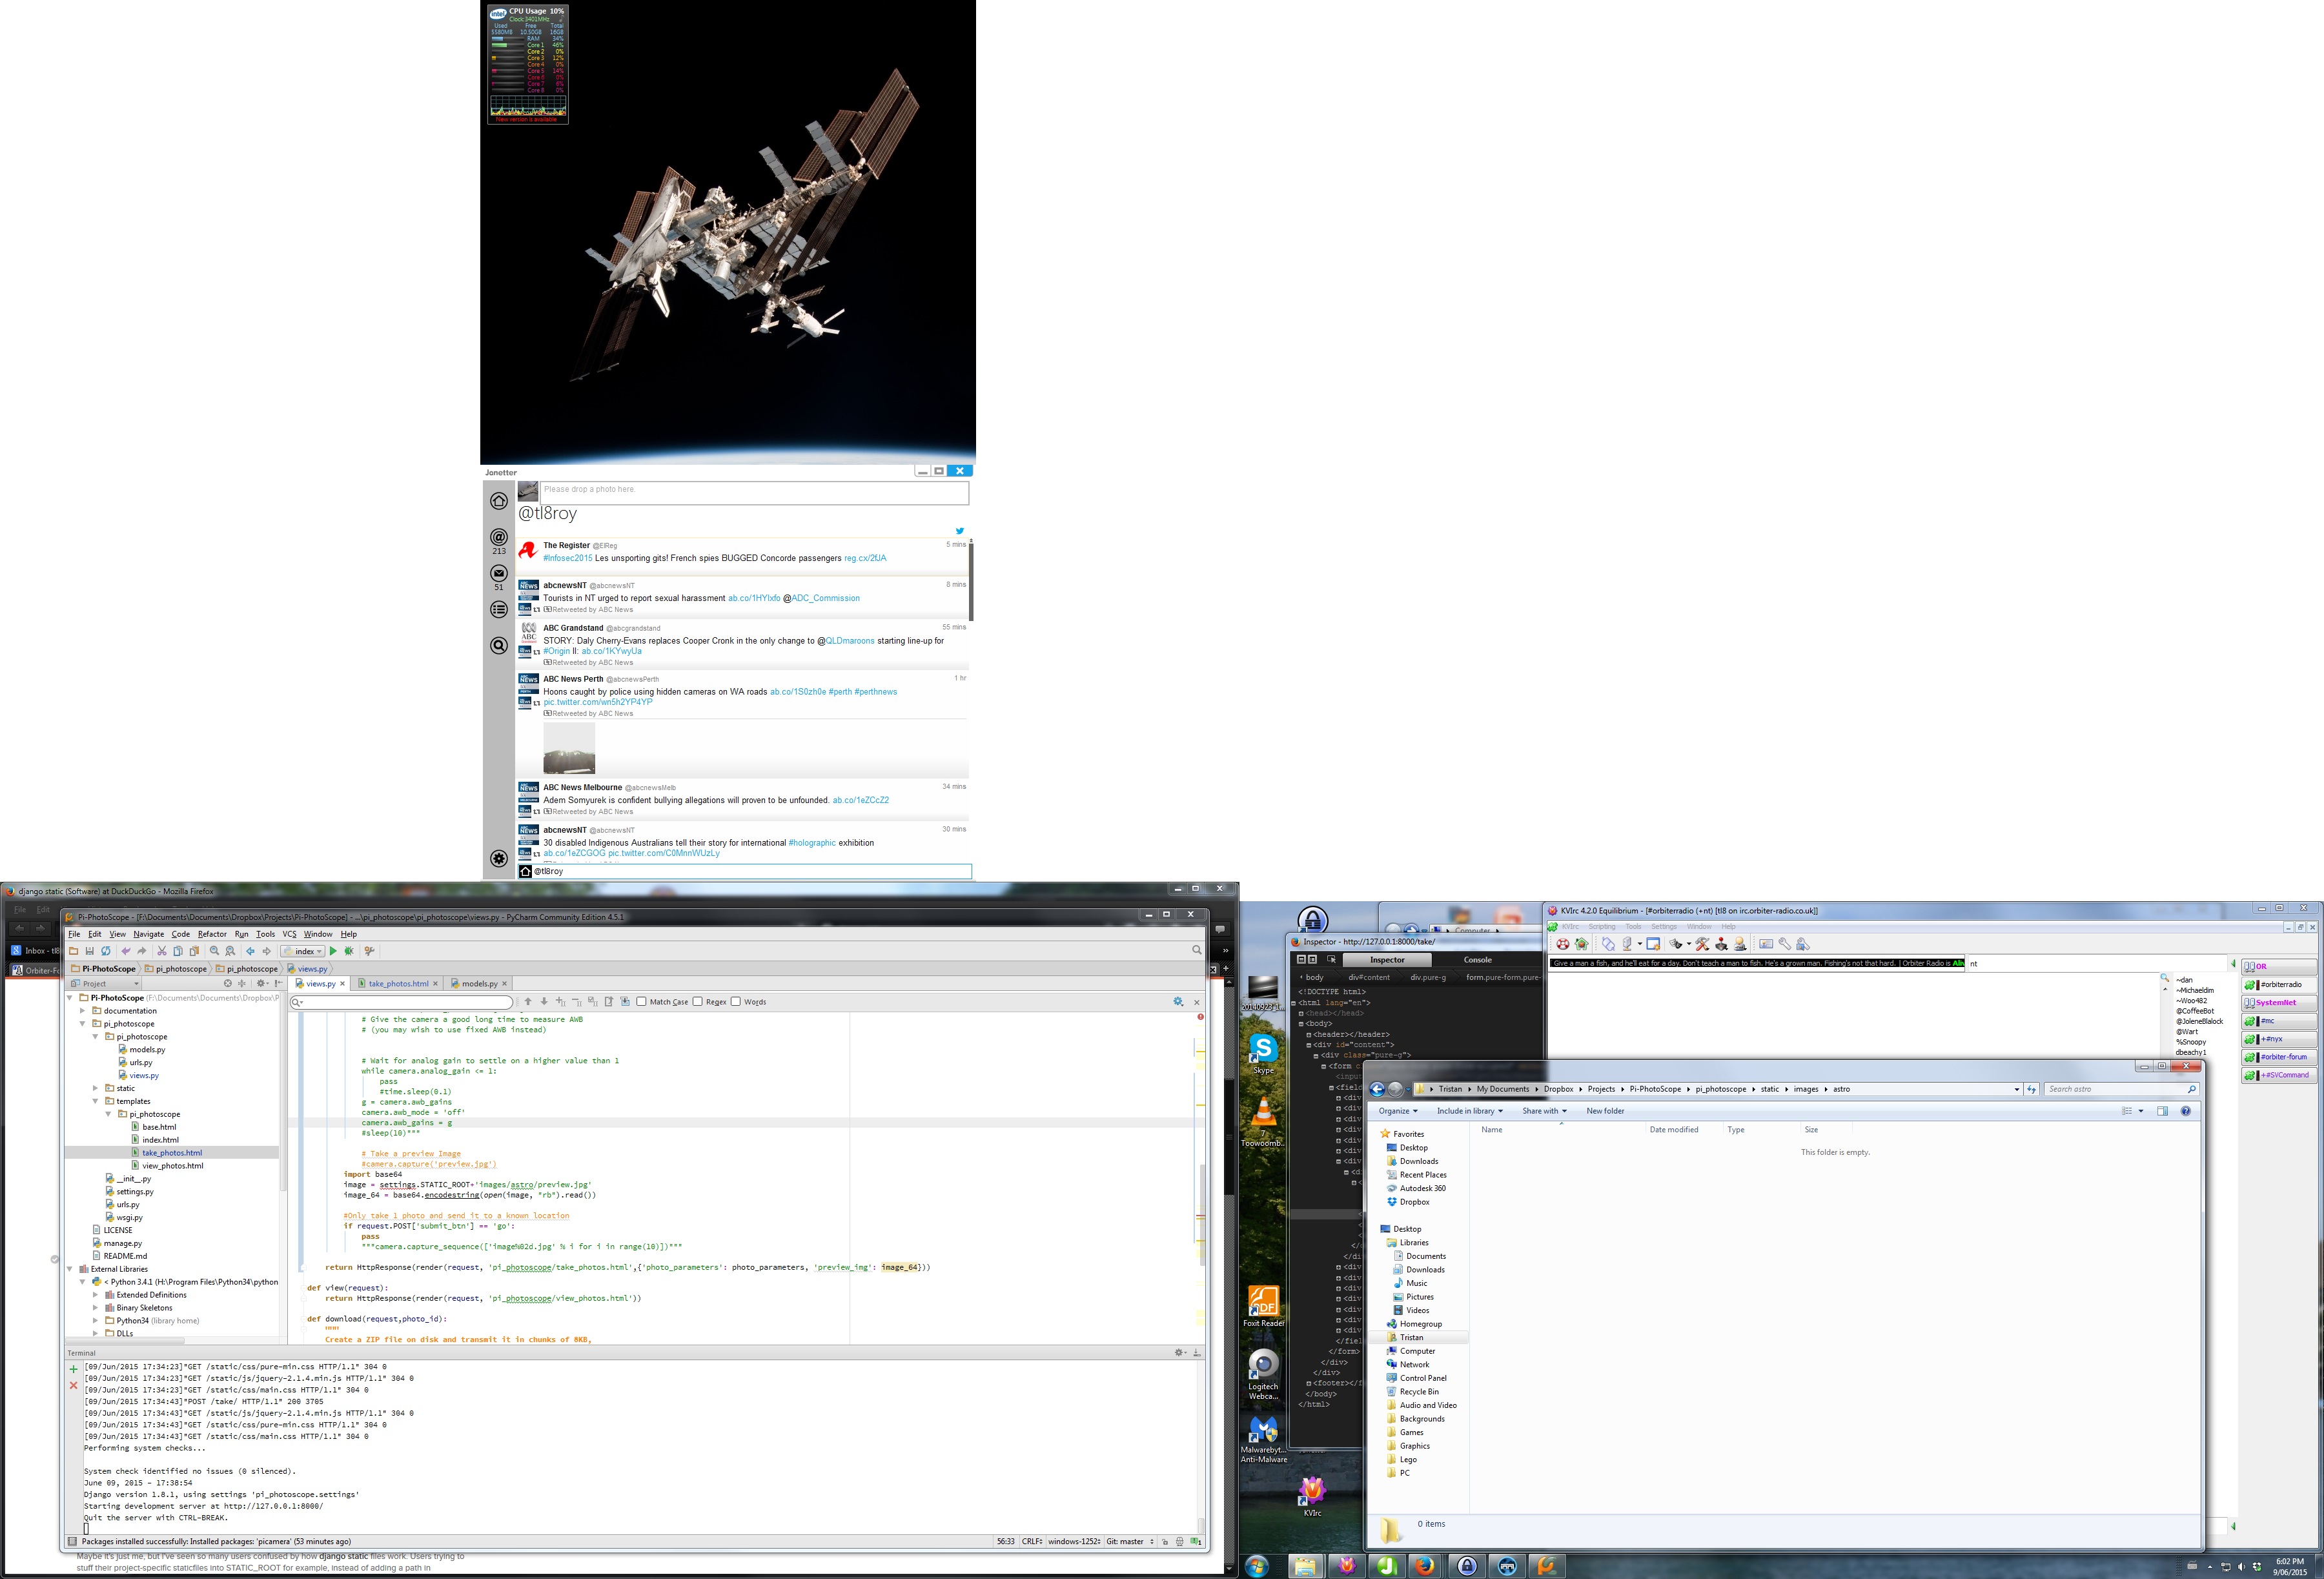 CPU Usage 10%
Clock 3401MHz
Used Free Total
5580MB 10.50GB 16GB
RAM 34%
Core 1 46%
Core 2 0%
Core 3 12%
Core 4 0%
Core 5 14%
Core 8 0%
New version is available
Janetter
Please drop a photo here.
@tl8roy
213
51
The Register @ElReg 5 mins
#Infosec2015 Les unsporting gits! French spies BUGGED Concorde passengers reg.cx/2fJA
abcnewsNT @abcnewsNT 8 mins
Tourists in NT urged to report sexual harassment ab.co/1HYIxfo @ADC_Commission
Retweeted by ABC News
ABC Grandstand @abcgrandstand 55 mins
STORY: Daly Cherry-Evans replaces Cooper Cronk in the only change to @QLDmaroons starting line-up for
#Origin II: ab.co/1KYwyUa
Retweeted by ABC News
ABC News Perth @abcnewsPerth 1 hr
Hoons caught by police using hidden cameras on WA roads ab.co/1S0zh0e #perth #perthnews
pic.twitter.com/wn5h2YP4YP
Retweeted by ABC News
ABC News Melbourne @abcnewsMelb 34 mins
Adem Somyurek is confident bullying allegations will proven to be unfounded. ab.co/1eZCcZ2
Retweeted by ABC News
abcnewsNT @abcnewsNT 30 mins
30 disabled Indigenous Australians tell their story for international #holographic exhibition
ab.co/1eZCGOG pic.twitter.com/C0MnnWUzLy
@tl8roy
django static (Software) at DuckDuckGo - Mozilla Firefox
File Edit
Inbox - tl8
Orbiter-Fo
Pi-PhotoScope - [F:\Documents\Documents\Dropbox\Projects\Pi-PhotoScope] - ...\pi_photoscope\pi_photoscope\views.py - PyCharm Community Edition 4.5.1
File Edit View Navigate Code Refactor Run Tools VCS Window Help
index
Pi-PhotoScope pi_photoscope pi_photoscope views.py
Project
views.py take_photos.html models.py
Match Case Regex Words
Pi-PhotoScope (F:\Documents\Documents\Dropbox\P
documentation
pi_photoscope
pi_photoscope
models.py
urls.py
views.py
static
templates
pi_photoscope
base.html
index.html
take_photos.html
view_photos.html
__init__.py
settings.py
urls.py
wsgi.py
LICENSE
manage.py
README.md
External Libraries
< Python 3.4.1 (H:\Program Files\Python34\python
Extended Definitions
Binary Skeletons
Python34 (library home)
DLLs
# Give the camera a good long time to measure AWB
# (you may wish to use fixed AWB instead)
# Wait for analog gain to settle on a higher value than 1
while camera.analog_gain <= 1:
pass
#time.sleep(0.1)
g = camera.awb_gains
camera.awb_mode = 'off'
camera.awb_gains = g
#sleep(10)"""
# Take a preview Image
#camera.capture('preview.jpg')
import base64
image = settings.STATIC_ROOT+'images/astro/preview.jpg'
image_64 = base64.encodestring(open(image, "rb").read())
#Only take 1 photo and send it to a known location
if request.POST['submit_btn'] == 'go':
pass
"""camera.capture_sequence(['image%02d.jpg' % i for i in range(10)])"""
return HttpResponse(render(request, 'pi_photoscope/take_photos.html',{'photo_parameters': photo_parameters, 'preview_img': image_64}))
def view(request):
return HttpResponse(render(request, 'pi_photoscope/view_photos.html'))
def download(request,photo_id):
"""
Create a ZIP file on disk and transmit it in chunks of 8KB,
Terminal
[09/Jun/2015 17:34:23]"GET /static/css/pure-min.css HTTP/1.1" 304 0
[09/Jun/2015 17:34:23]"GET /static/js/jquery-2.1.4.min.js HTTP/1.1" 304 0
[09/Jun/2015 17:34:23]"GET /static/css/main.css HTTP/1.1" 304 0
[09/Jun/2015 17:34:43]"POST /take/ HTTP/1.1" 200 3705
[09/Jun/2015 17:34:43]"GET /static/js/jquery-2.1.4.min.js HTTP/1.1" 304 0
[09/Jun/2015 17:34:43]"GET /static/css/pure-min.css HTTP/1.1" 304 0
[09/Jun/2015 17:34:43]"GET /static/css/main.css HTTP/1.1" 304 0
Performing system checks...
System check identified no issues (0 silenced).
June 09, 2015 - 17:38:54
Django version 1.8.1, using settings 'pi_photoscope.settings'
Starting development server at http://127.0.0.1:8000/
Quit the server with CTRL-BREAK.
Packages installed successfully: Installed packages: 'picamera' (53 minutes ago) 56:33 CRLF windows-1252 Git: master
Maybe it's just me, but I've seen so many users confused by how django static files work. Users trying to
stuff their project-specific staticfiles into STATIC_ROOT for example, instead of adding a path in
20140923_1...
Skype
7
Toowoomb...
Foxit Reader
Logitech
Webca...
Malwarebyt...
Anti-Malware
KVIrc
Computer
Inspector - http://127.0.0.1:8000/take/
Inspector Console
body div#content div.pure-g form.pure-form.pure-
<!DOCTYPE html>
<html lang="en">
<head></head>
<body>
<header></header>
<div id="content">
<div class="pure-g">
<form c
<input
<field
<div
<div
<div
<div
<div
<div
<div
<d
<
<
<
</
</d
</div
<div
<div
<div
<div
<div
<div
<div
</fiel
</form>
</div>
</div>
<footer></f
</body>
</html>
KVIrc 4.2.0 Equilibrium - [#orbiterradio (+nt) [tl8 on irc.orbiter-radio.co.uk]]
KVIrc Scripting Tools Settings Window Help
Give a man a fish, and he'll eat for a day. Don't teach a man to fish. He's a grown man. Fishing's not that hard. | Orbiter Radio is Aliv nt
~dan
~Michaeldim
~Woo482
@CoffeeBot
@JoleneBlalock
@Wart
%Snoopy
dbeachy1
OR
#orbiterradio
SystemNet
#mc
+#nyx
#orbiter-forum
+#SVCommand
Tristan My Documents Dropbox Projects Pi-PhotoScope pi_photoscope static images astro
Search astro
Organize Include in library Share with New folder
Name Date modified Type Size
This folder is empty.
Favorites
Desktop
Downloads
Recent Places
Autodesk 360
Dropbox
Desktop
Libraries
Documents
Downloads
Music
Pictures
Videos
Homegroup
Tristan
Computer
Network
Control Panel
Recycle Bin
Audio and Video
Backgrounds
Games
Graphics
Lego
PC
0 items
6:02 PM
9/06/2015